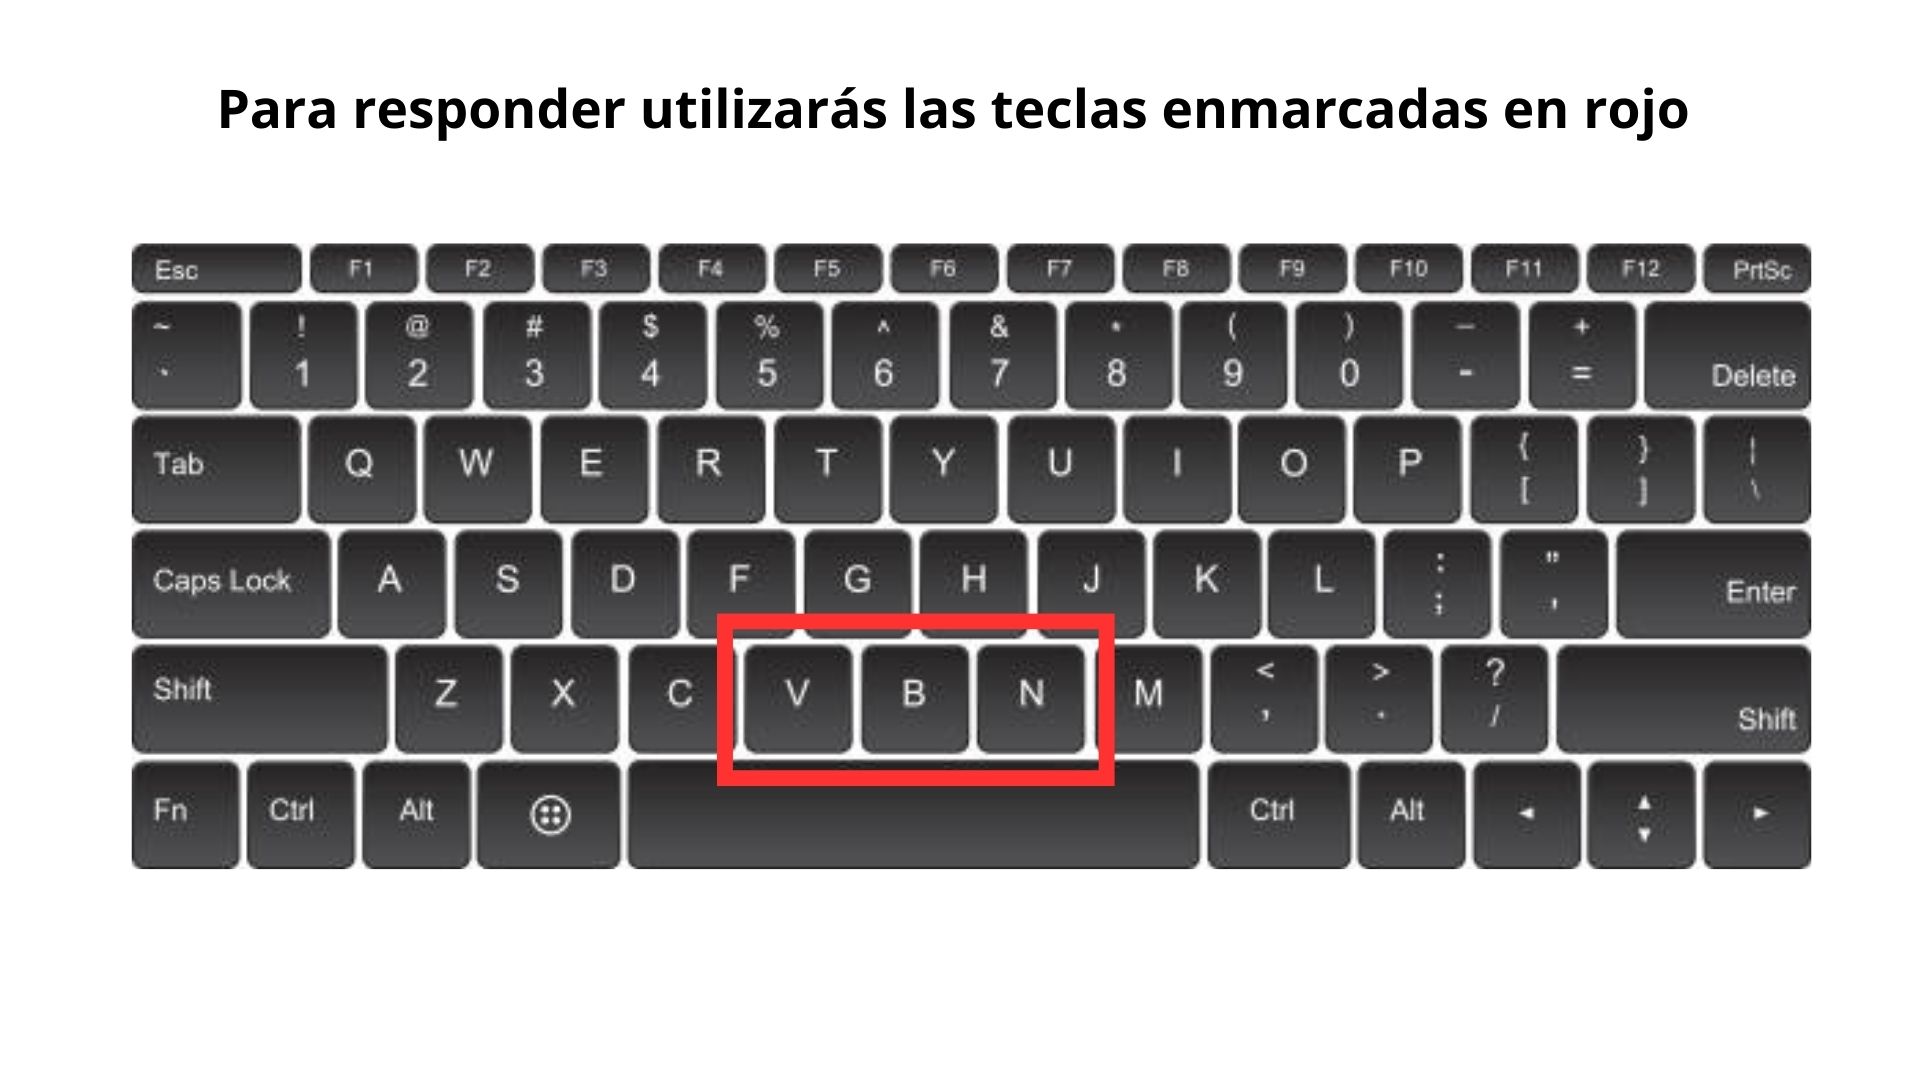 Para responder utilizarás las teclas enmarcadas en rojo
Esc F1 F2 F3 F4 F5 F6 F7 F8 F9 F10 F11 F12 PrtSc
~ ! @ # $ % ^ & * ( ) — +
` 1 2 3 4 5 6 7 8 9 0 - = Delete
Tab Q W E R T Y U I O P { } ¦
[ ] \
Caps Lock A S D F G H J K L : "
; , Enter
Shift Z X C V B N M < > ?
, . / Shift
Fn Ctrl Alt Ctrl Alt ◄ ▲ ►
▼